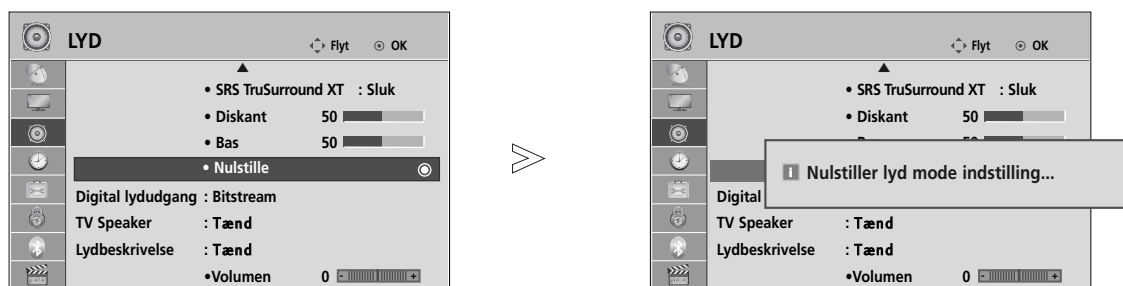 LYD
Flyt OK
• SRS TruSurround XT : Sluk
• Diskant 50
• Bas 50
• Nulstille
Digital lydudgang : Bitstream
TV Speaker : Tænd
Lydbeskrivelse : Tænd
•Volumen 0 - +
LYD
Flyt OK
• SRS TruSurround XT : Sluk
• Diskant 50
i Nulstiller lyd mode indstilling...
Digital
TV Speaker : Tænd
Lydbeskrivelse : Tænd
•Volumen 0 - +